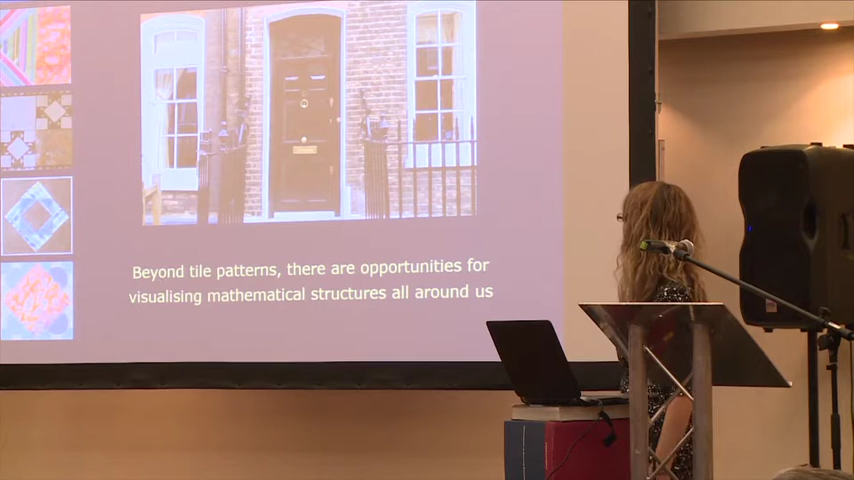 Beyond tile patterns, there are opportunities for
visualising mathematical structures all around us